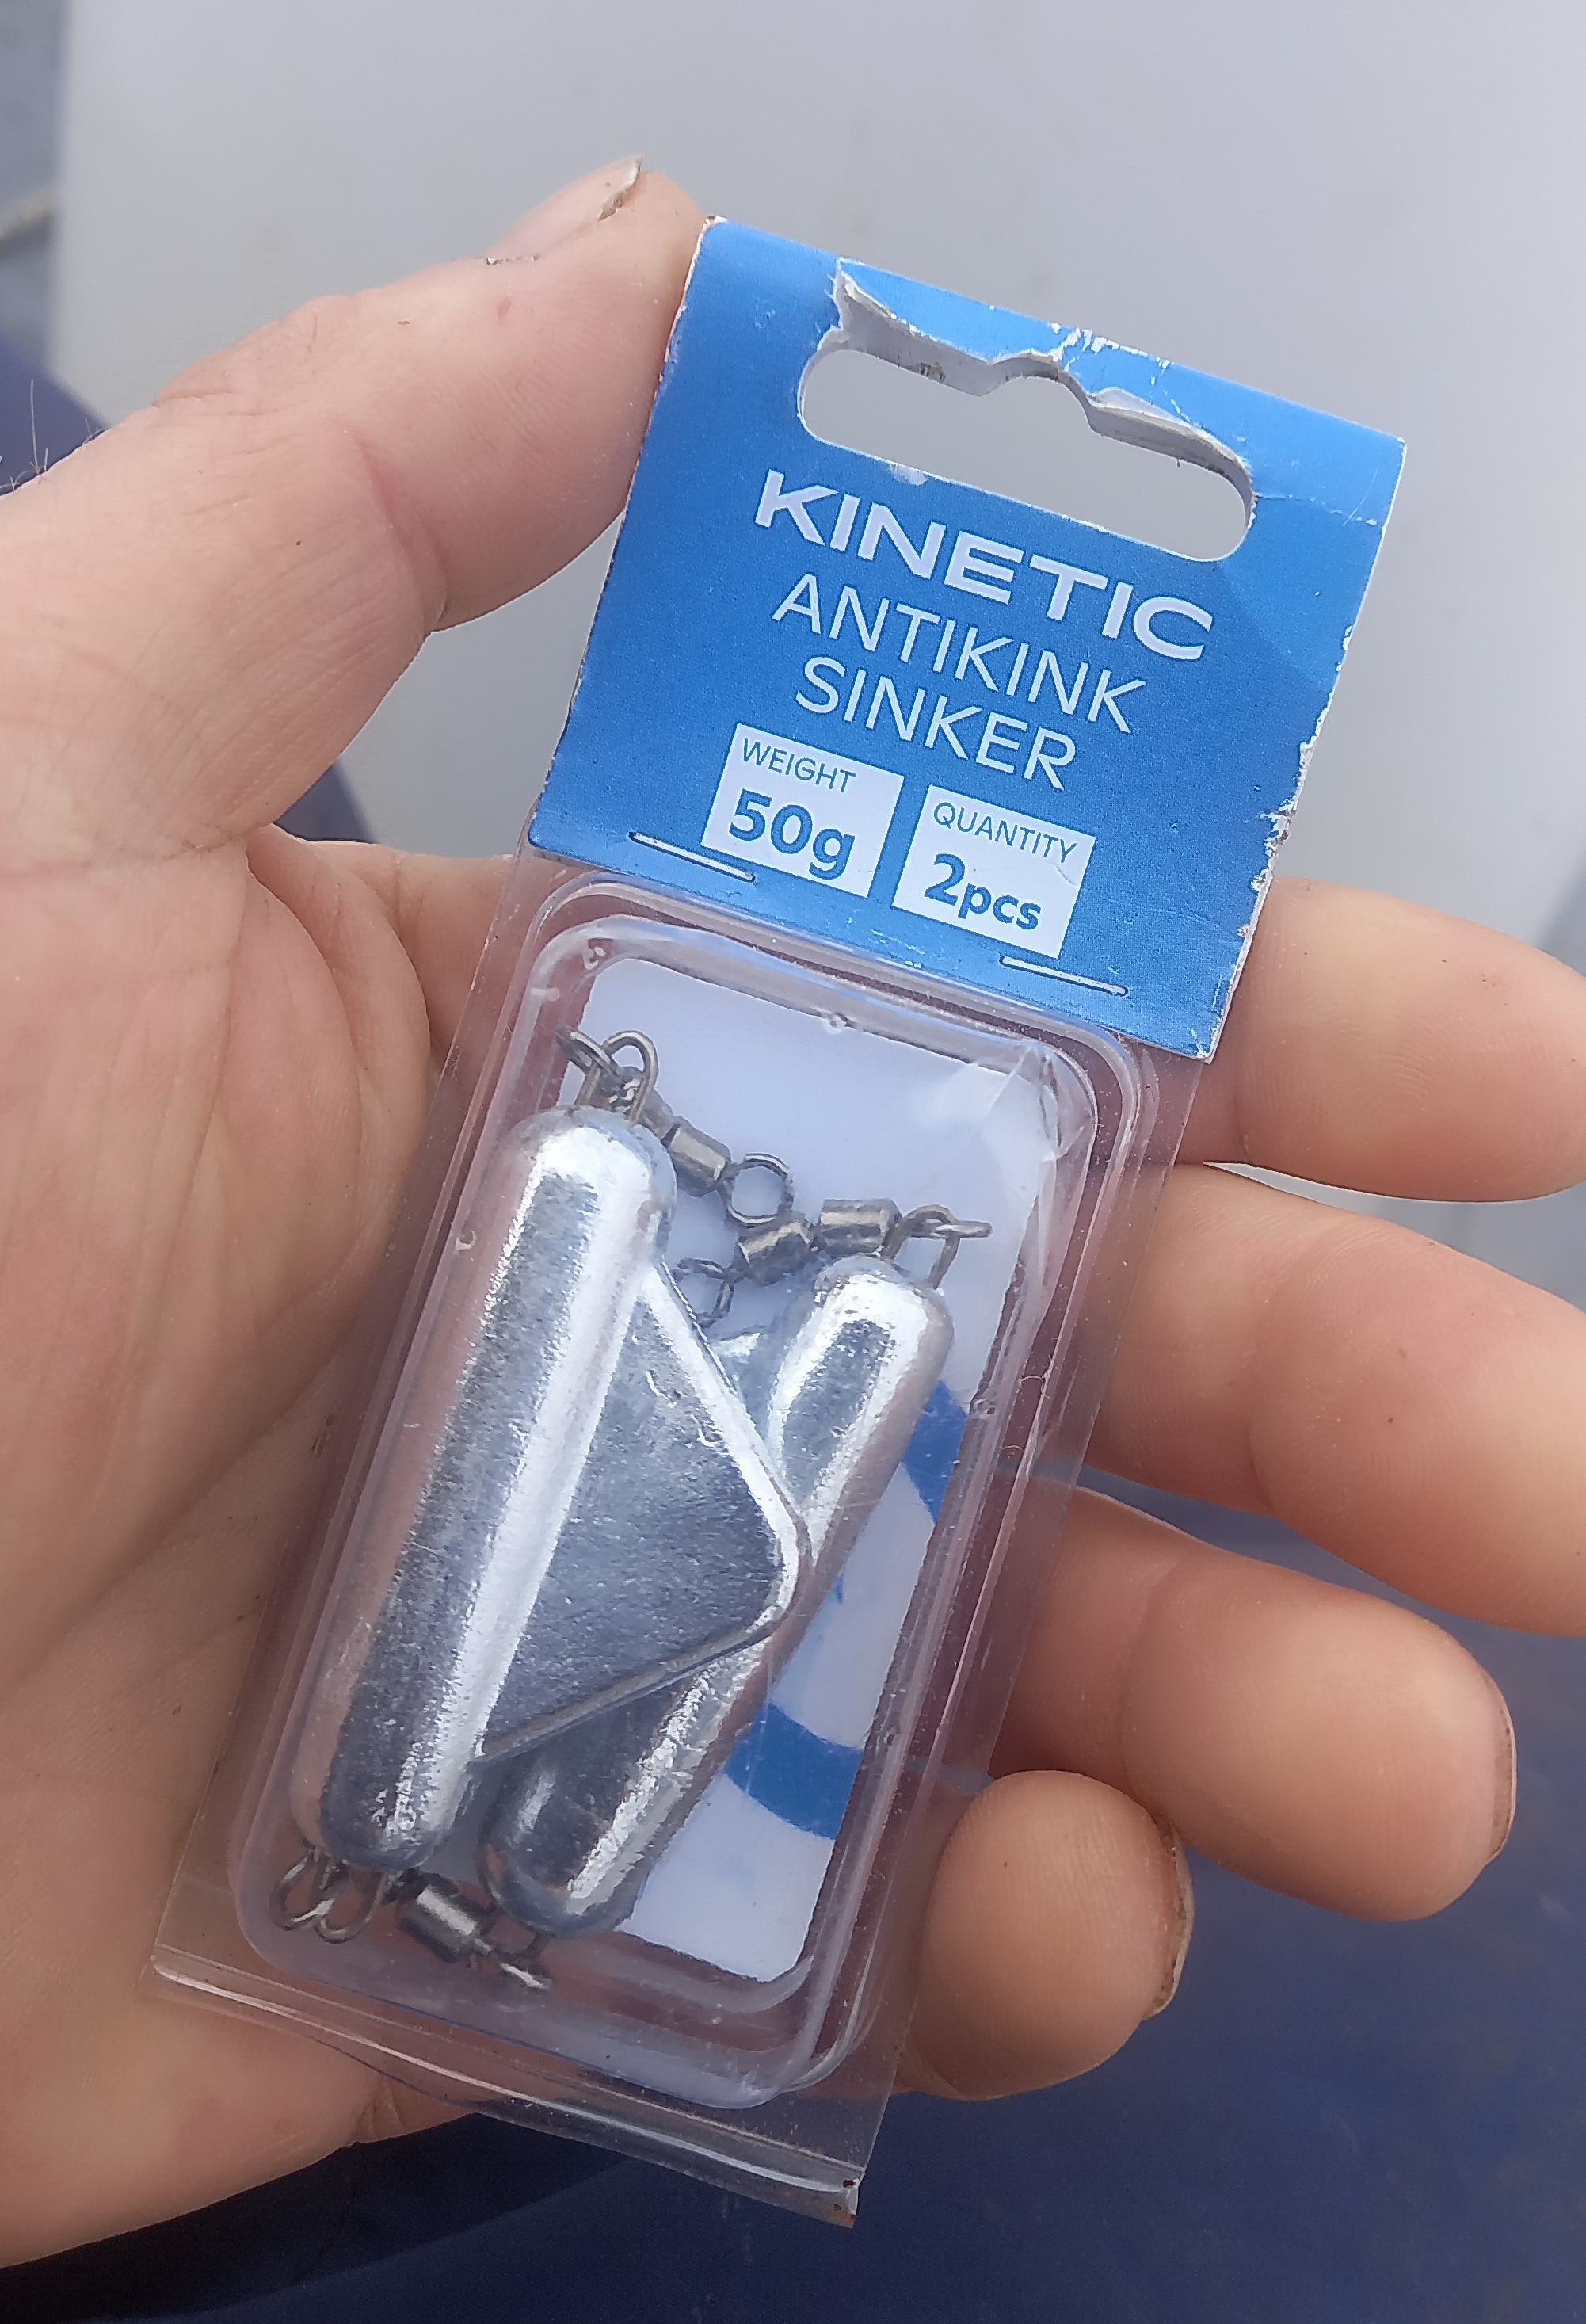 KINETIC
ANTIKINK
SINKER
WEIGHT
50g
QUANTITY
2pcs